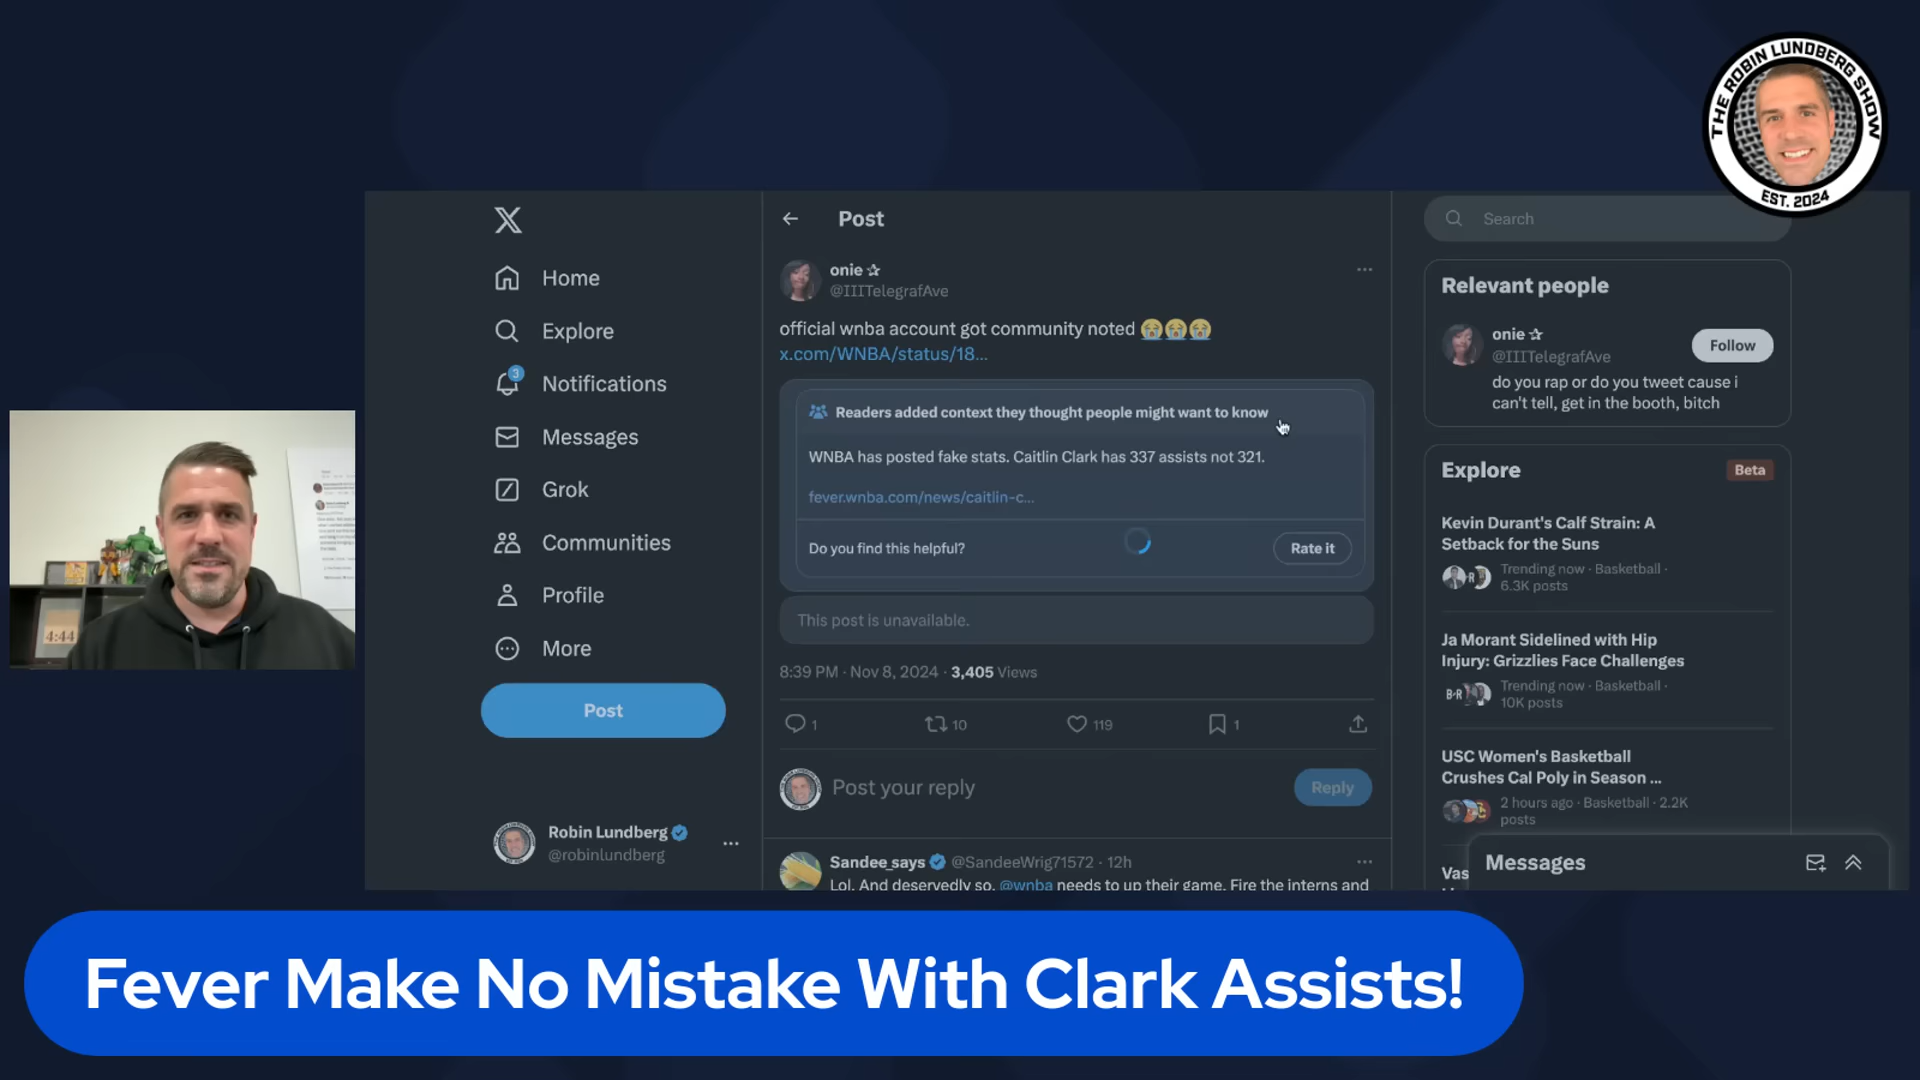 THE ROBIN LUNDBERG SHOW
EST. 2024
X
Home
Explore
3
Notifications
Messages
Grok
Communities
Profile
More
Post
Robin Lundberg
@robinlundberg
Post
onie ✩
@IIITelegrafAve
official wnba account got community noted 😭😭😭
x.com/WNBA/status/18...
Readers added context they thought people might want to know
WNBA has posted fake stats. Caitlin Clark has 337 assists not 321.
fever.wnba.com/news/caitlin-c...
Do you find this helpful?
Rate it
This post is unavailable.
8:39 PM · Nov 8, 2024 · 3,405 Views
1
10
119
1
Post your reply
Reply
Sandee_says @SandeeWrig71572 · 12h
Lol. And deservedly so. @wnba needs to up their game. Fire the interns and
Search
Relevant people
onie ✩
@IIITelegrafAve
Follow
do you rap or do you tweet cause i
can't tell, get in the booth, bitch
Explore
Beta
Kevin Durant's Calf Strain: A
Setback for the Suns
Trending now · Basketball ·
6.3K posts
Ja Morant Sidelined with Hip
Injury: Grizzlies Face Challenges
B/R
Trending now · Basketball ·
10K posts
USC Women's Basketball
Crushes Cal Poly in Season ...
2 hours ago · Basketball · 2.2K
posts
Vas
Messages
4:44
Fever Make No Mistake With Clark Assists!